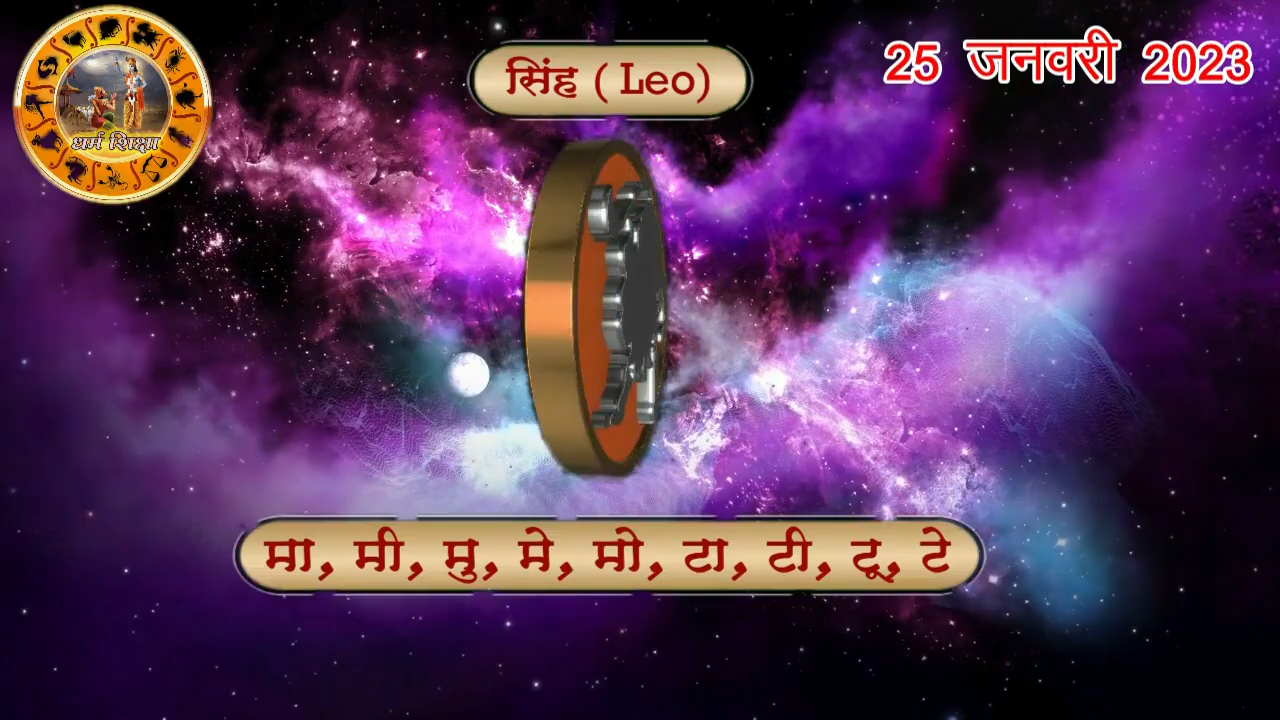 सिंह ( Leo)
25 जनवरी 2023
धर्म शिक्षा
मा, मी, मु, मे, मो, टा, टी, टू, टे